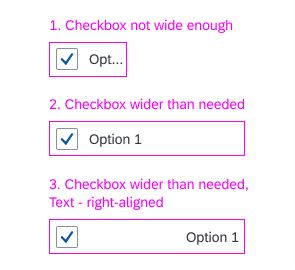 1. Checkbox not wide enough
Opt...
2. Checkbox wider than needed
Option 1
3. Checkbox wider than needed,
Text - right-aligned
Option 1